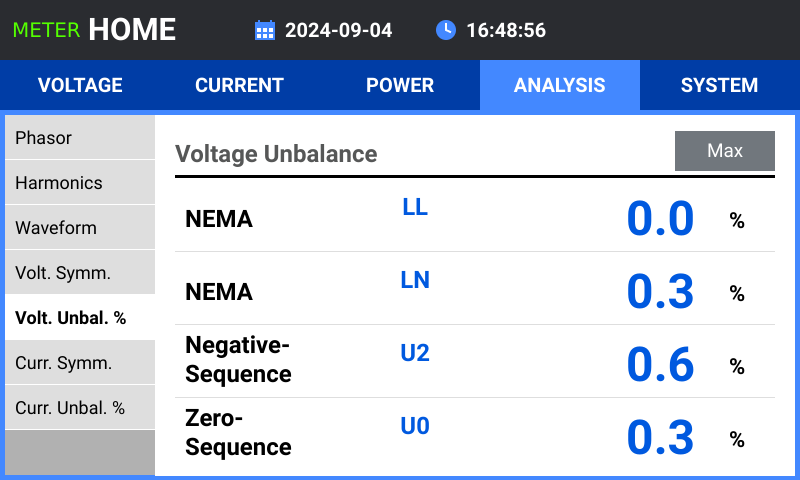 METER HOME 2024-09-04 16:48:56
VOLTAGE CURRENT POWER ANALYSIS SYSTEM
Phasor
Harmonics
Waveform
Volt. Symm.
Volt. Unbal. %
Curr. Symm.
Curr. Unbal. %
Voltage Unbalance Max
NEMA LL 0.0 %
NEMA LN 0.3 %
Negative-
Sequence U2 0.6 %
Zero-
Sequence U0 0.3 %